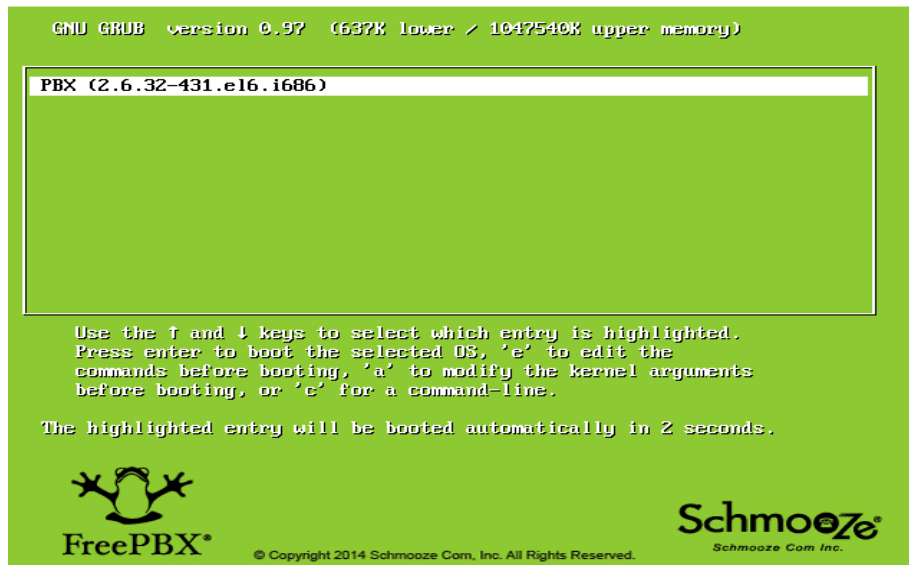 GNU GRUB version 0.97 (637K lower / 1047540K upper memory)
PBX (2.6.32-431.el6.i686)
Use the ↑ and ↓ keys to select which entry is highlighted.
Press enter to boot the selected OS, 'e' to edit the
commands before booting, 'a' to modify the kernel arguments
before booting, or 'c' for a command-line.
The highlighted entry will be booted automatically in 2 seconds.
FreePBX®
© Copyright 2014 Schmooze Com, Inc. All Rights Reserved.
Schmooze®
Schmooze Com Inc.